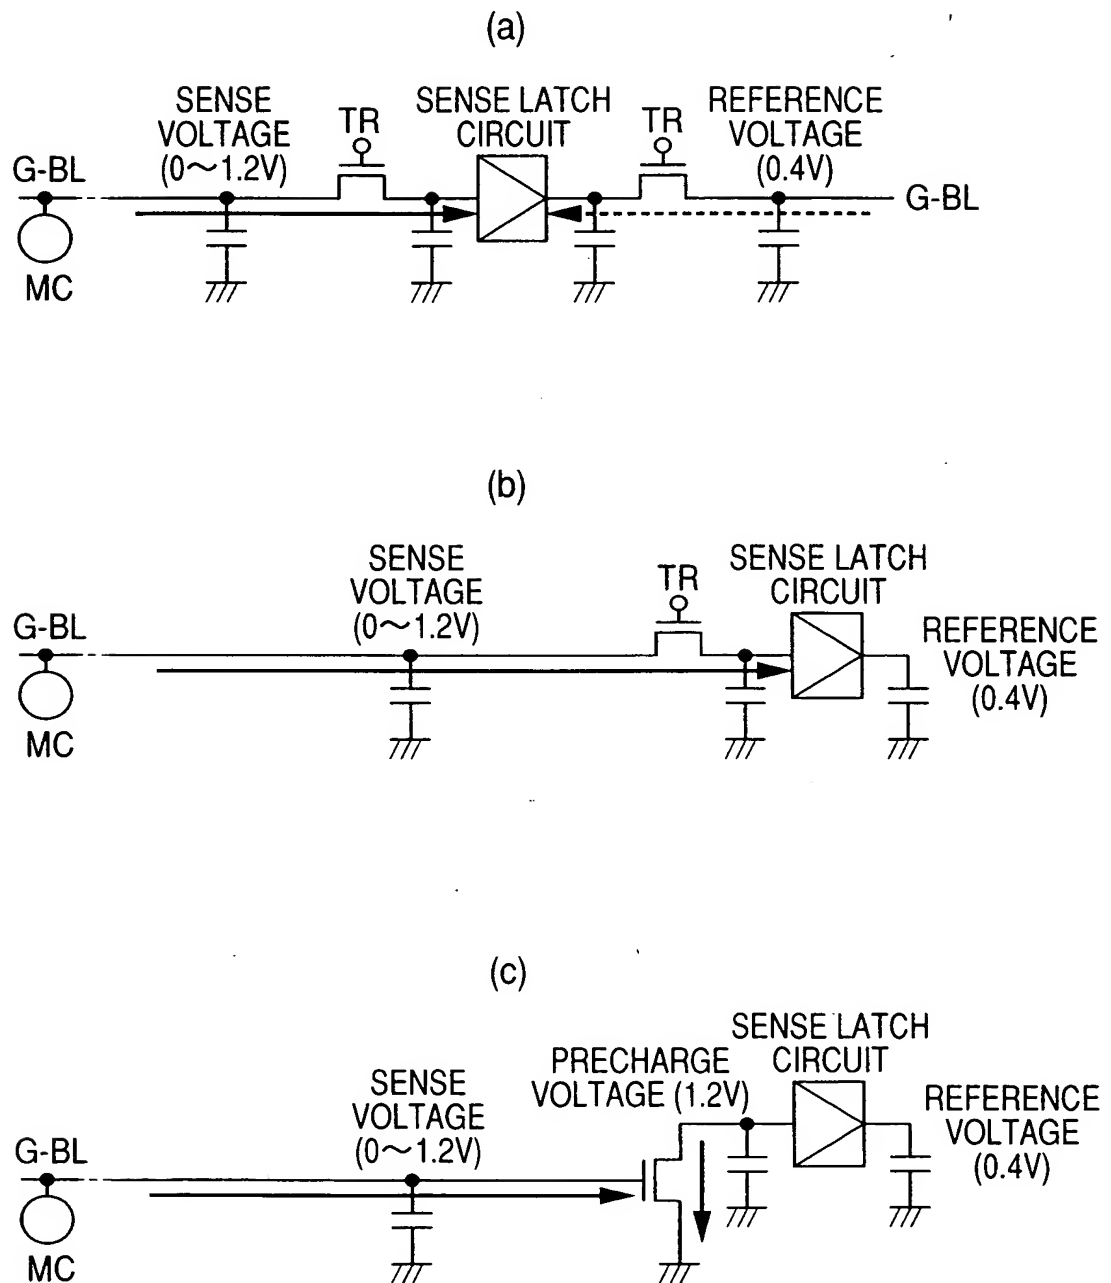 (a)
SENSE
VOLTAGE
(0～1.2V)
TR
SENSE LATCH
CIRCUIT
TR
REFERENCE
VOLTAGE
(0.4V)
G-BL
G-BL
MC
(b)
SENSE
VOLTAGE
(0～1.2V)
TR
SENSE LATCH
CIRCUIT
G-BL
REFERENCE
VOLTAGE
(0.4V)
MC
(c)
SENSE LATCH
CIRCUIT
PRECHARGE
VOLTAGE (1.2V)
SENSE
VOLTAGE
(0～1.2V)
REFERENCE
VOLTAGE
(0.4V)
G-BL
MC